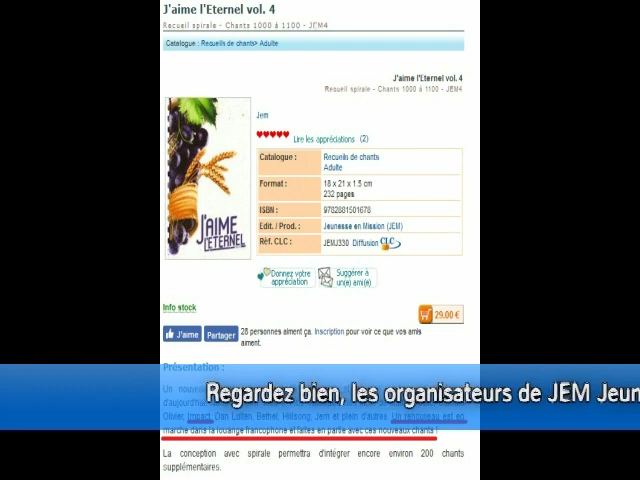 J'aime l'Eternel vol. 4
Recueil spirale - Chants 1000 à 1100 - JEM4
Catalogue : Recueils de chants> Adulte
J'aime l'Eternel vol. 4
Recueil spirale - Chants 1000 à 1100 - JEM4
Jem
Lire les appréciations (2)
Catalogue : Recueils de chants
Adulte
Format : 18 x 21 x 1.5 cm
232 pages
ISBN : 9782881501678
Edit. / Prod. : Jeunesse en Mission (JEM)
Réf. CLC : JEMJ330 Diffusion CLC
J'AIME
L'ETERNEL
Donnez votre appréciation
Suggérer à un(e) ami(e)
Info stock
29.00 €
J'aime Partager 28 personnes aiment ça. Inscription pour voir ce que vos amis
aiment.
Présentation :
Un nouveau
Regardez bien, les organisateurs de JEM Jeun
d'aujourd'hui
Olivier, Impact, Dan Luiten, Bethel, Hillsong, Jem et plein d'autres. Un renouveau est en
marche dans la louange francophone et faites en partie avec ces nouveaux chants !
La conception avec spirale permettra d'intégrer encore environ 200 chants
supplémentaires.